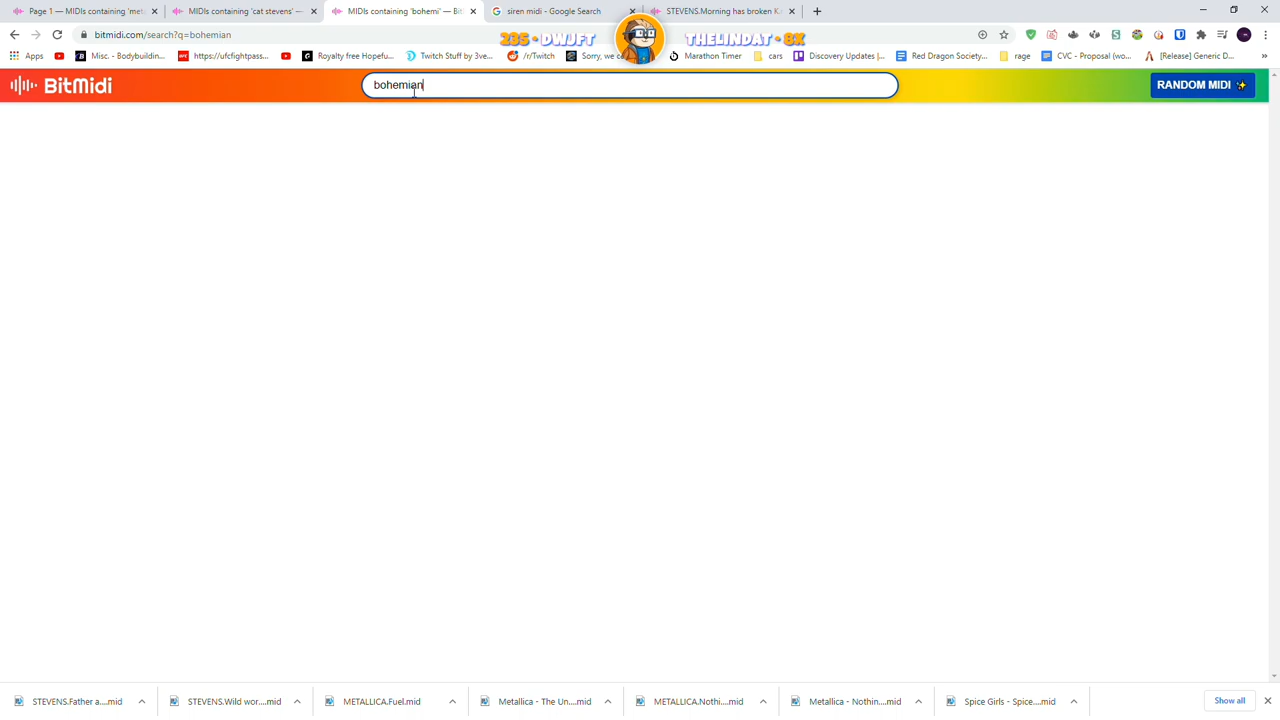 Page 1 — MIDIs containing 'met
MIDIs containing 'cat stevens' —
MIDIs containing 'bohemi' — Bit
siren midi - Google Search
STEVENS.Morning has broken K
bitmidi.com/search?q=bohemian
235 - DWJFT
THELINDAT - 8X
Apps
Misc. - Bodybuildin...
https://ufcfightpass...
Royalty free Hopefu...
Twitch Stuff by 3ve...
/r/Twitch
Sorry, we co
Marathon Timer
cars
Discovery Updates |...
Red Dragon Society...
rage
CVC - Proposal (wo...
[Release] Generic D...
BitMidi
bohemian
RANDOM MIDI
STEVENS.Father a....mid
STEVENS.Wild wor....mid
METALLICA.Fuel.mid
Metallica - The Un....mid
METALLICA.Nothi....mid
Metallica - Nothin....mid
Spice Girls - Spice....mid
Show all